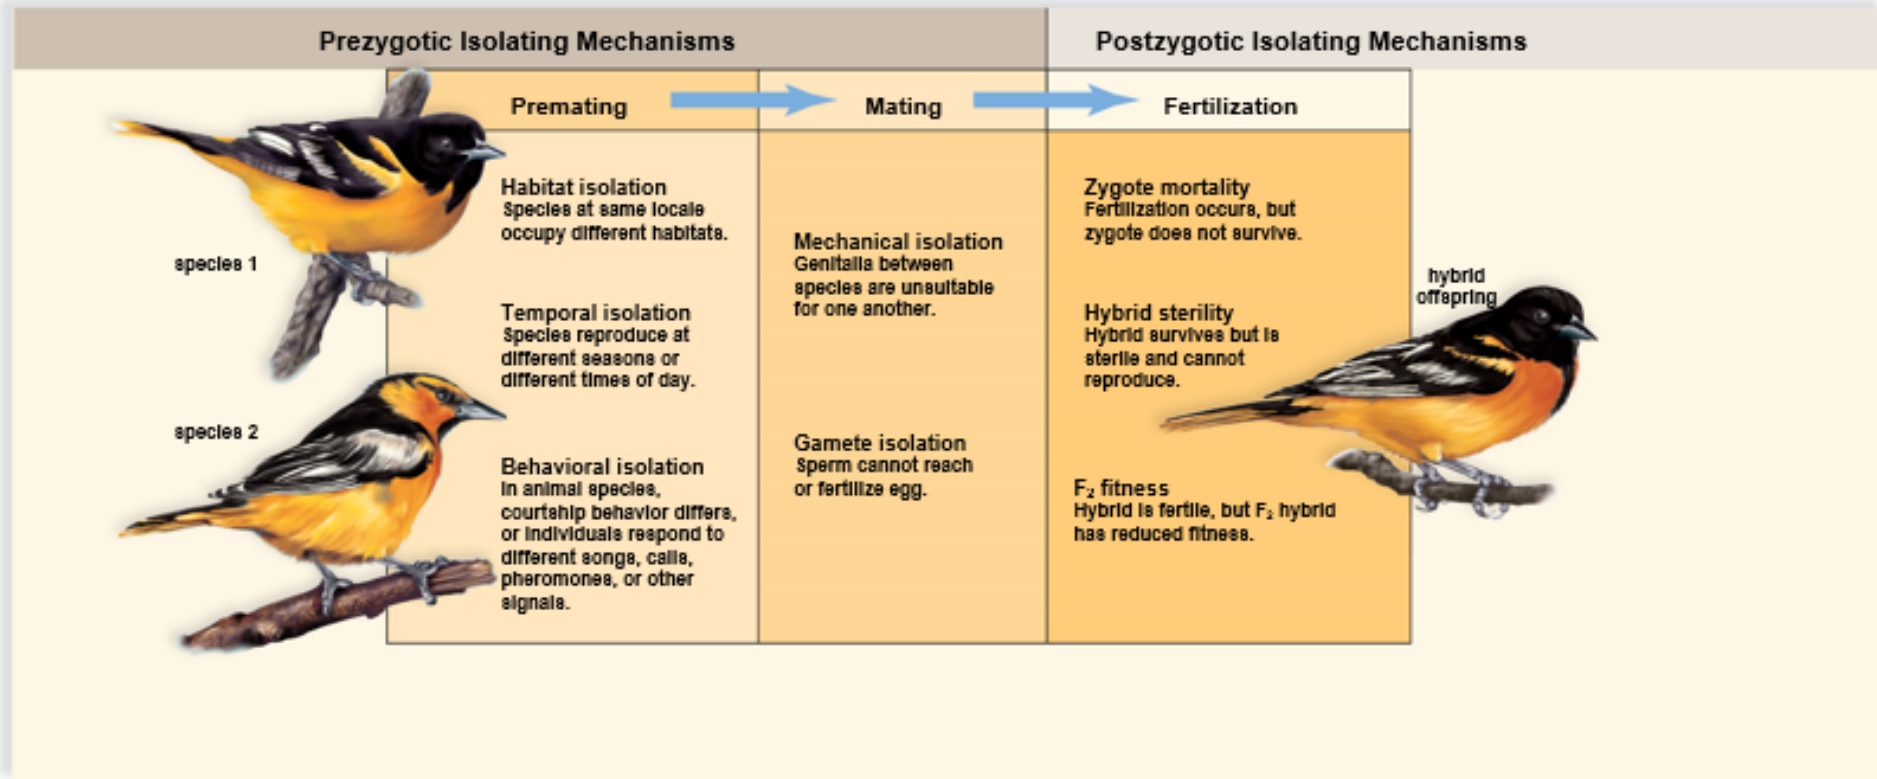 Prezygotic Isolating Mechanisms
Postzygotic Isolating Mechanisms
Premating
Mating
Fertilization
species 1
species 2
Habitat isolation
Species at same locale
occupy different habitats.
Temporal isolation
Species reproduce at
different seasons or
different times of day.
Behavioral isolation
In animal species,
courtship behavior differs,
or individuals respond to
different songs, calls,
pheromones, or other
signals.
Mechanical isolation
Genitalia between
species are unsuitable
for one another.
Gamete isolation
Sperm cannot reach
or fertilize egg.
Zygote mortality
Fertilization occurs, but
zygote does not survive.
Hybrid sterility
Hybrid survives but is
sterile and cannot
reproduce.
F₂ fitness
Hybrid is fertile, but F₂ hybrid
has reduced fitness.
hybrid
offspring